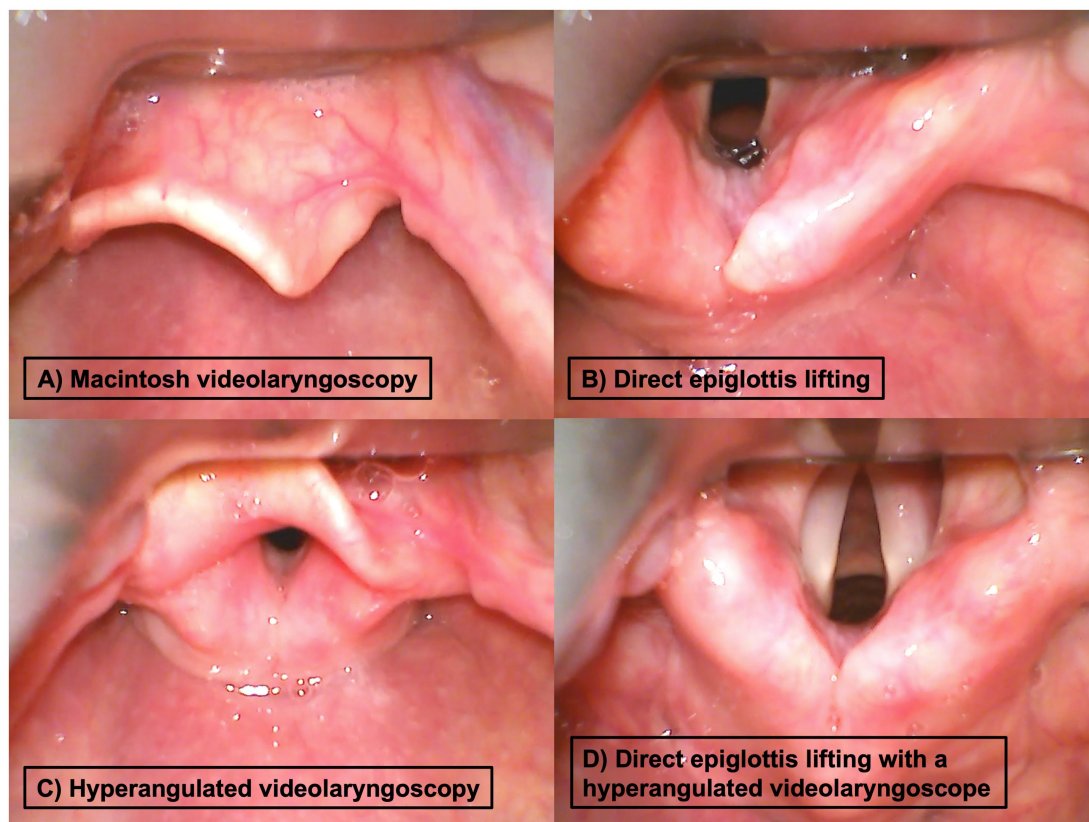 A) Macintosh videolaryngoscopy
B) Direct epiglottis lifting
C) Hyperangulated videolaryngoscopy
D) Direct epiglottis lifting with a
hyperangulated videolaryngoscope